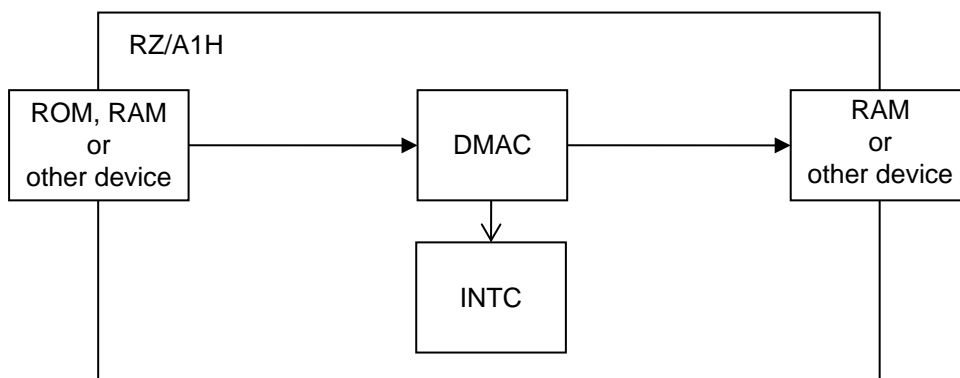 RZ/A1H
ROM, RAM
or
other device
DMAC
RAM
or
other device
INTC